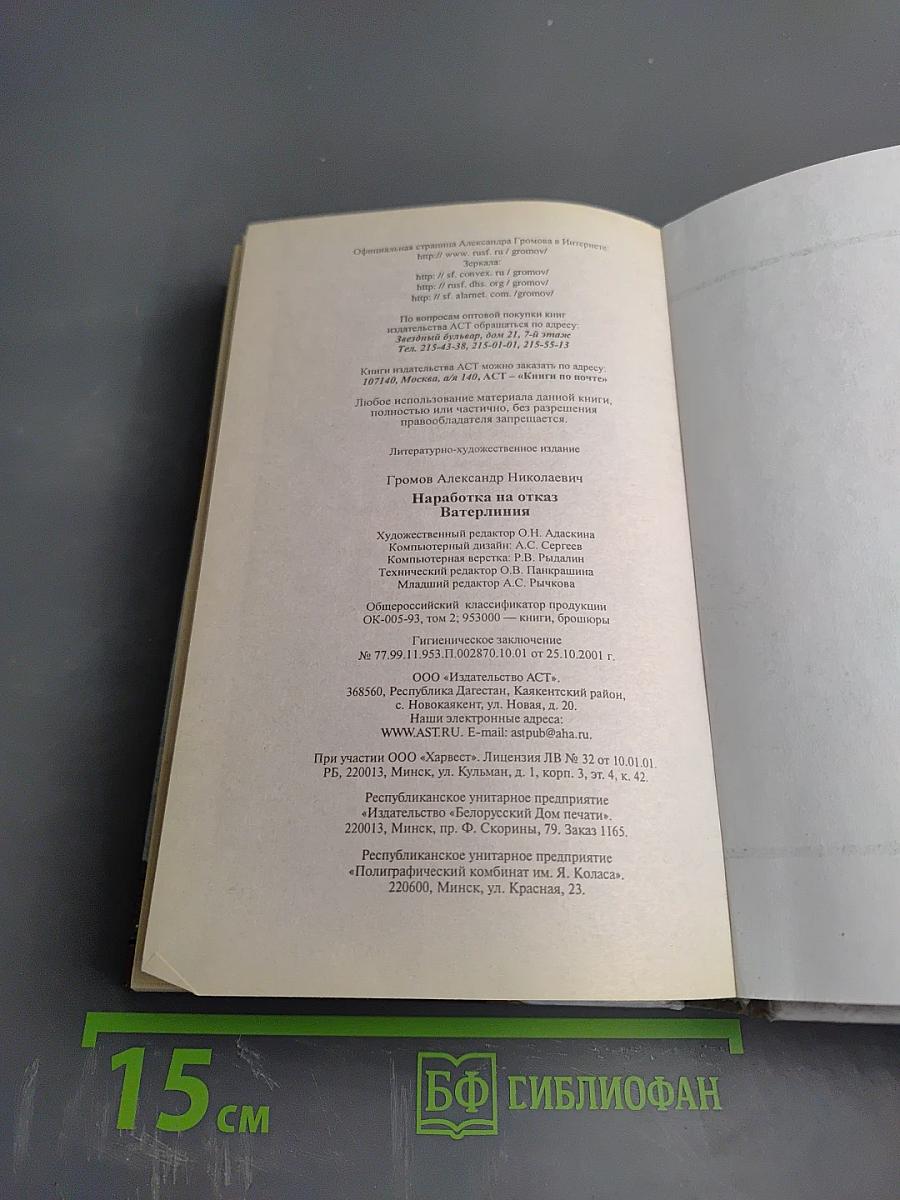 Официальная страница Александра Громова в Интернете:
http:// www. rusf. ru / gromov/
Зеркала:
http: // sf. convex. ru / gromov/
http: // rusf. dhs. org / gromov/
http: // sf. alarnet. com. /gromov/
По вопросам оптовой покупки книг
издательства АСТ обращаться по адресу:
Звездный бульвар, дом 21, 7-й этаж
Тел. 215-43-38, 215-01-01, 215-55-13
Книги издательства АСТ можно заказать по адресу:
107140, Москва, а/я 140, АСТ – «Книги по почте»
Любое использование материала данной книги,
полностью или частично, без разрешения
правообладателя запрещается.
Литературно-художественное издание
Громов Александр Николаевич
Наработка на отказ
Ватерлиния
Художественный редактор О.Н. Адаскина
Компьютерный дизайн: А.С. Сергеев
Компьютерная верстка: Р.В. Рыдалин
Технический редактор О.В. Панкрашина
Младший редактор А.С. Рычкова
Общероссийский классификатор продукции
ОК-005-93, том 2; 953000 — книги, брошюры
Гигиеническое заключение
№ 77.99.11.953.П.002870.10.01 от 25.10.2001 г.
ООО «Издательство АСТ».
368560, Республика Дагестан, Каякентский район,
с. Новокаякент, ул. Новая, д. 20.
Наши электронные адреса:
WWW.AST.RU. E-mail: astpub@aha.ru.
При участии ООО «Харвест». Лицензия ЛВ № 32 от 10.01.01.
РБ, 220013, Минск, ул. Кульман, д. 1, корп. 3, эт. 4, к. 42.
Республиканское унитарное предприятие
«Издательство «Белорусский Дом печати».
220013, Минск, пр. Ф. Скорины, 79. Заказ 1165.
Республиканское унитарное предприятие
«Полиграфический комбинат им. Я. Коласа».
220600, Минск, ул. Красная, 23.
15 см
БФ БИБЛИОФАН